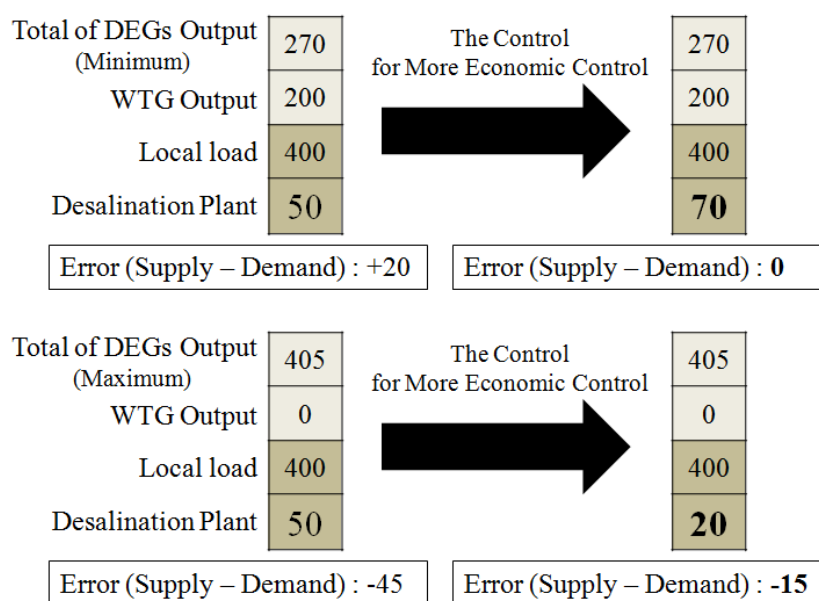 Total of DEGs Output
(Minimum)
270
The Control
for More Economic Control
270
WTG Output
200
200
Local load
400
400
Desalination Plant
50
70
Error (Supply – Demand) : +20
Error (Supply – Demand) : 0
Total of DEGs Output
(Maximum)
405
The Control
for More Economic Control
405
WTG Output
0
0
Local load
400
400
Desalination Plant
50
20
Error (Supply – Demand) : -45
Error (Supply – Demand) : -15